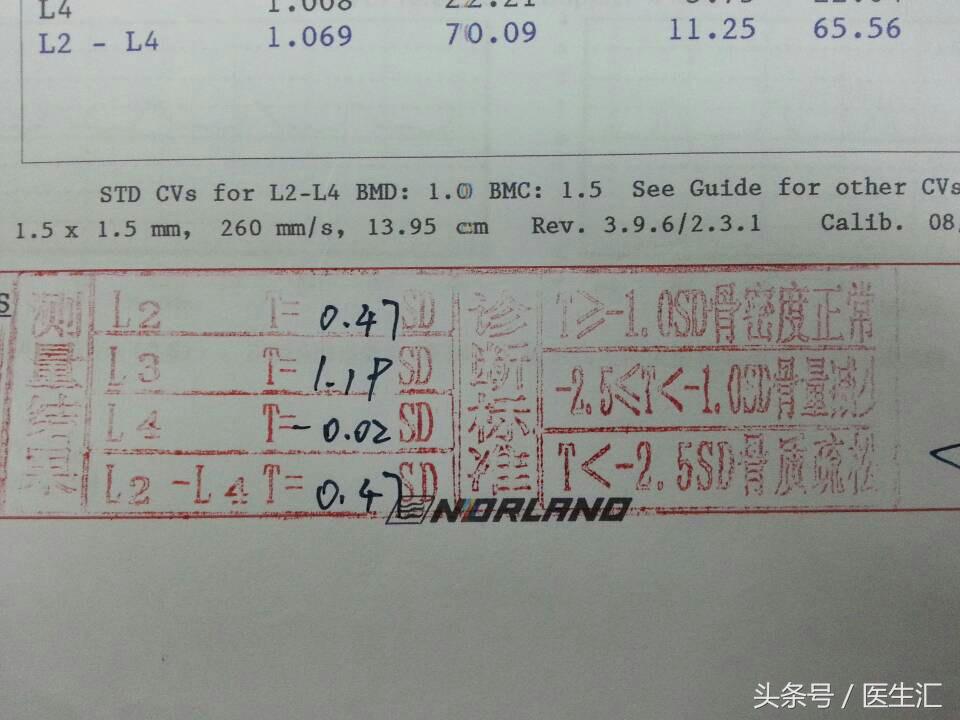 L4 1.008 22.21
L2 - L4 1.069 70.09 11.25 65.56
STD CVs for L2-L4 BMD: 1.0 BMC: 1.5 See Guide for other CVs
1.5 x 1.5 mm, 260 mm/s, 13.95 cm Rev. 3.9.6/2.3.1 Calib. 08
S
测量结果
L2 T= 0.47 SD
L3 T= SD
L4 T= -0.02 SD
L2 -L4 T= 0.47 SD
诊断标准
T≥-1.0SD骨密度正常
-2.5<T<-1.0SD骨量减少
T<-2.5SD骨质疏松
NORLAND
头条号 / 医生汇